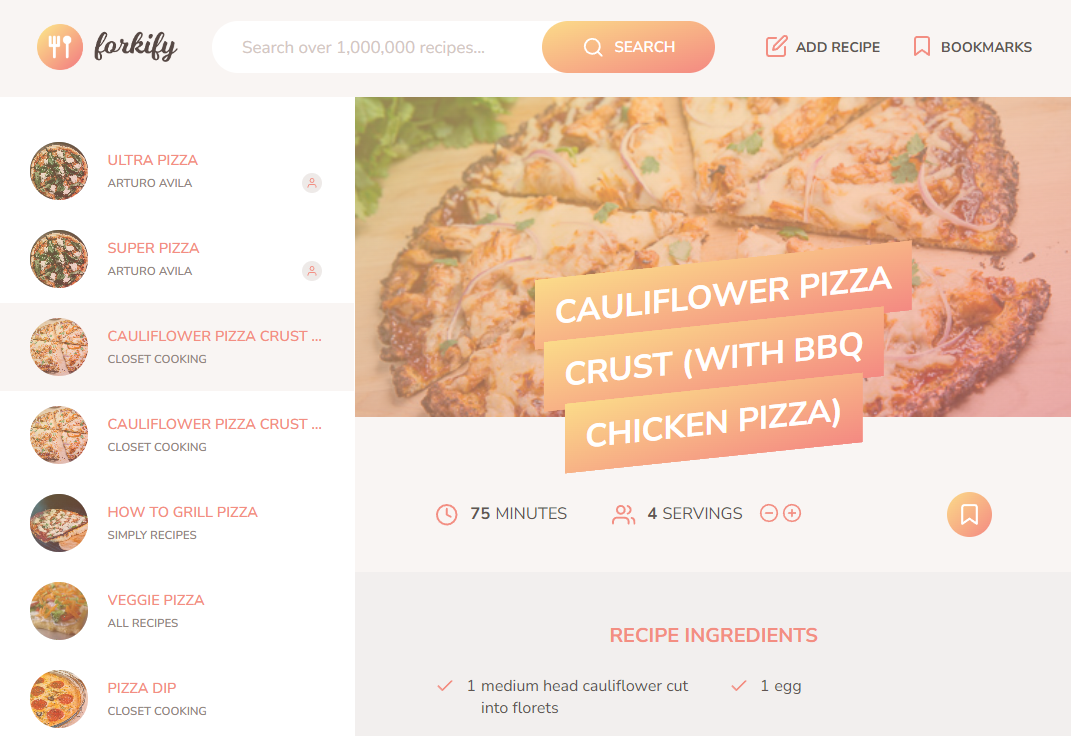 forkify
Search over 1,000,000 recipes...
SEARCH
ADD RECIPE
BOOKMARKS
ULTRA PIZZA
ARTURO AVILA
SUPER PIZZA
ARTURO AVILA
CAULIFLOWER PIZZA CRUST ...
CLOSET COOKING
CAULIFLOWER PIZZA CRUST ...
CLOSET COOKING
HOW TO GRILL PIZZA
SIMPLY RECIPES
VEGGIE PIZZA
ALL RECIPES
PIZZA DIP
CLOSET COOKING
CAULIFLOWER PIZZA
CRUST (WITH BBQ
CHICKEN PIZZA)
75 MINUTES
4 SERVINGS
RECIPE INGREDIENTS
1 medium head cauliflower cut
into florets
1 egg